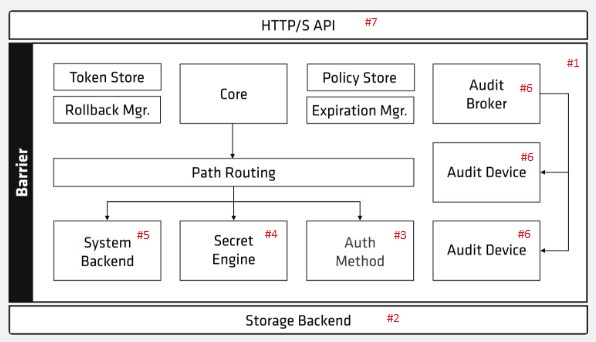 HTTP/S API #7
#1
Barrier
Token Store
Core
Policy Store
Audit
Broker
#6
Rollback Mgr.
Expiration Mgr.
Path Routing
Audit Device #6
System
Backend
#5
Secret
Engine
#4
Auth
Method
#3
Audit Device #6
Storage Backend #2